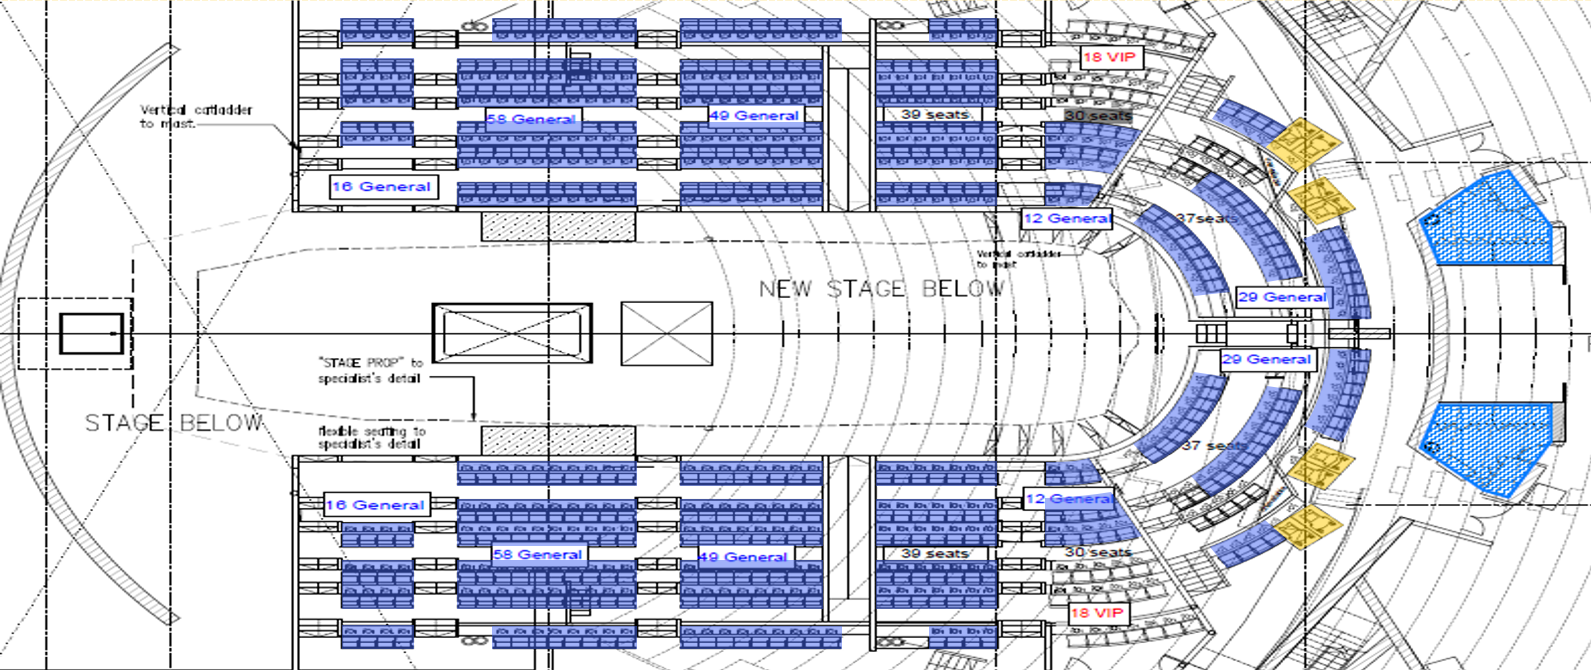 18 VIP
Vertical catladder
to mast.
58 General
49 General
39 seats
30 seats
16 General
12 General
37seats
Vertical catladder
to mast
NEW STAGE BELOW
29 General
"STAGE PROP" to
specialist's detail
29 General
STAGE BELOW
flexible seating to
specialist's detail
37 seats
16 General
12 General
58 General
49 General
39 seats
30 seats
18 VIP